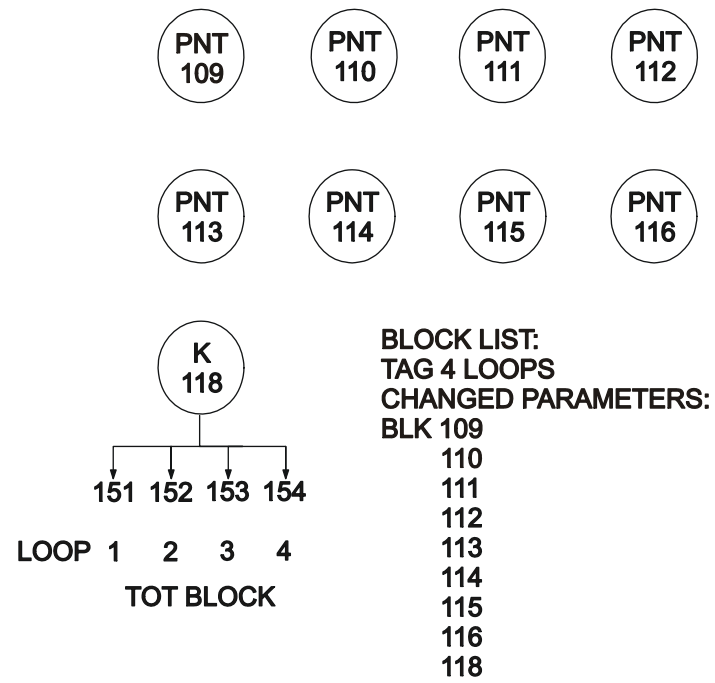 PNT PNT PNT PNT
109 110 111 112
PNT PNT PNT PNT
113 114 115 116
K
118
151 152 153 154
LOOP 1 2 3 4
TOT BLOCK
BLOCK LIST:
TAG 4 LOOPS
CHANGED PARAMETERS:
BLK 109
110
111
112
113
114
115
116
118